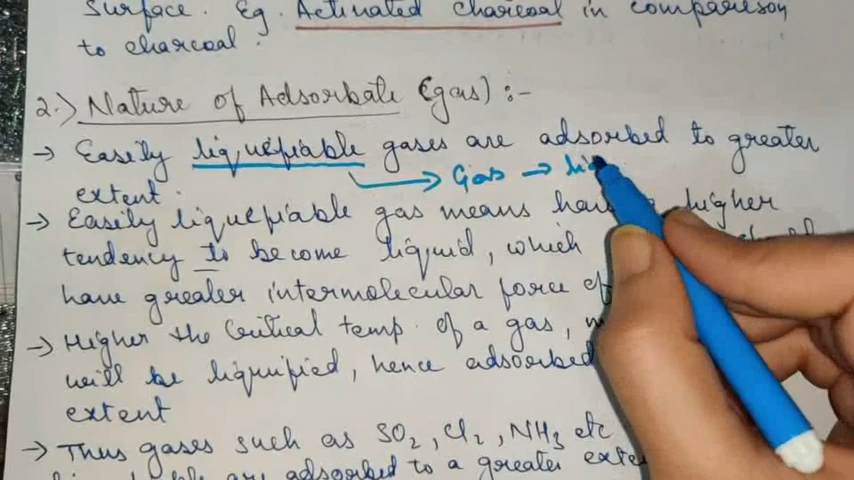 Surface. Eg. Activated charcoal in comparison
to charcoal.
2.) Nature of Adsorbate (gas) :-
→ Easily liquefiable gases are adsorbed to greater
extent.
Gas → liq
→ Easily liquefiable gas means higher
tendency to become liquid, which
have greater intermolecular force of
→ Higher the critical temp. of a gas,
will be liquified, hence adsorbed
extent
→ Thus gases such as SO2, Cl2, NH3 etc
are adsorbed to a greater